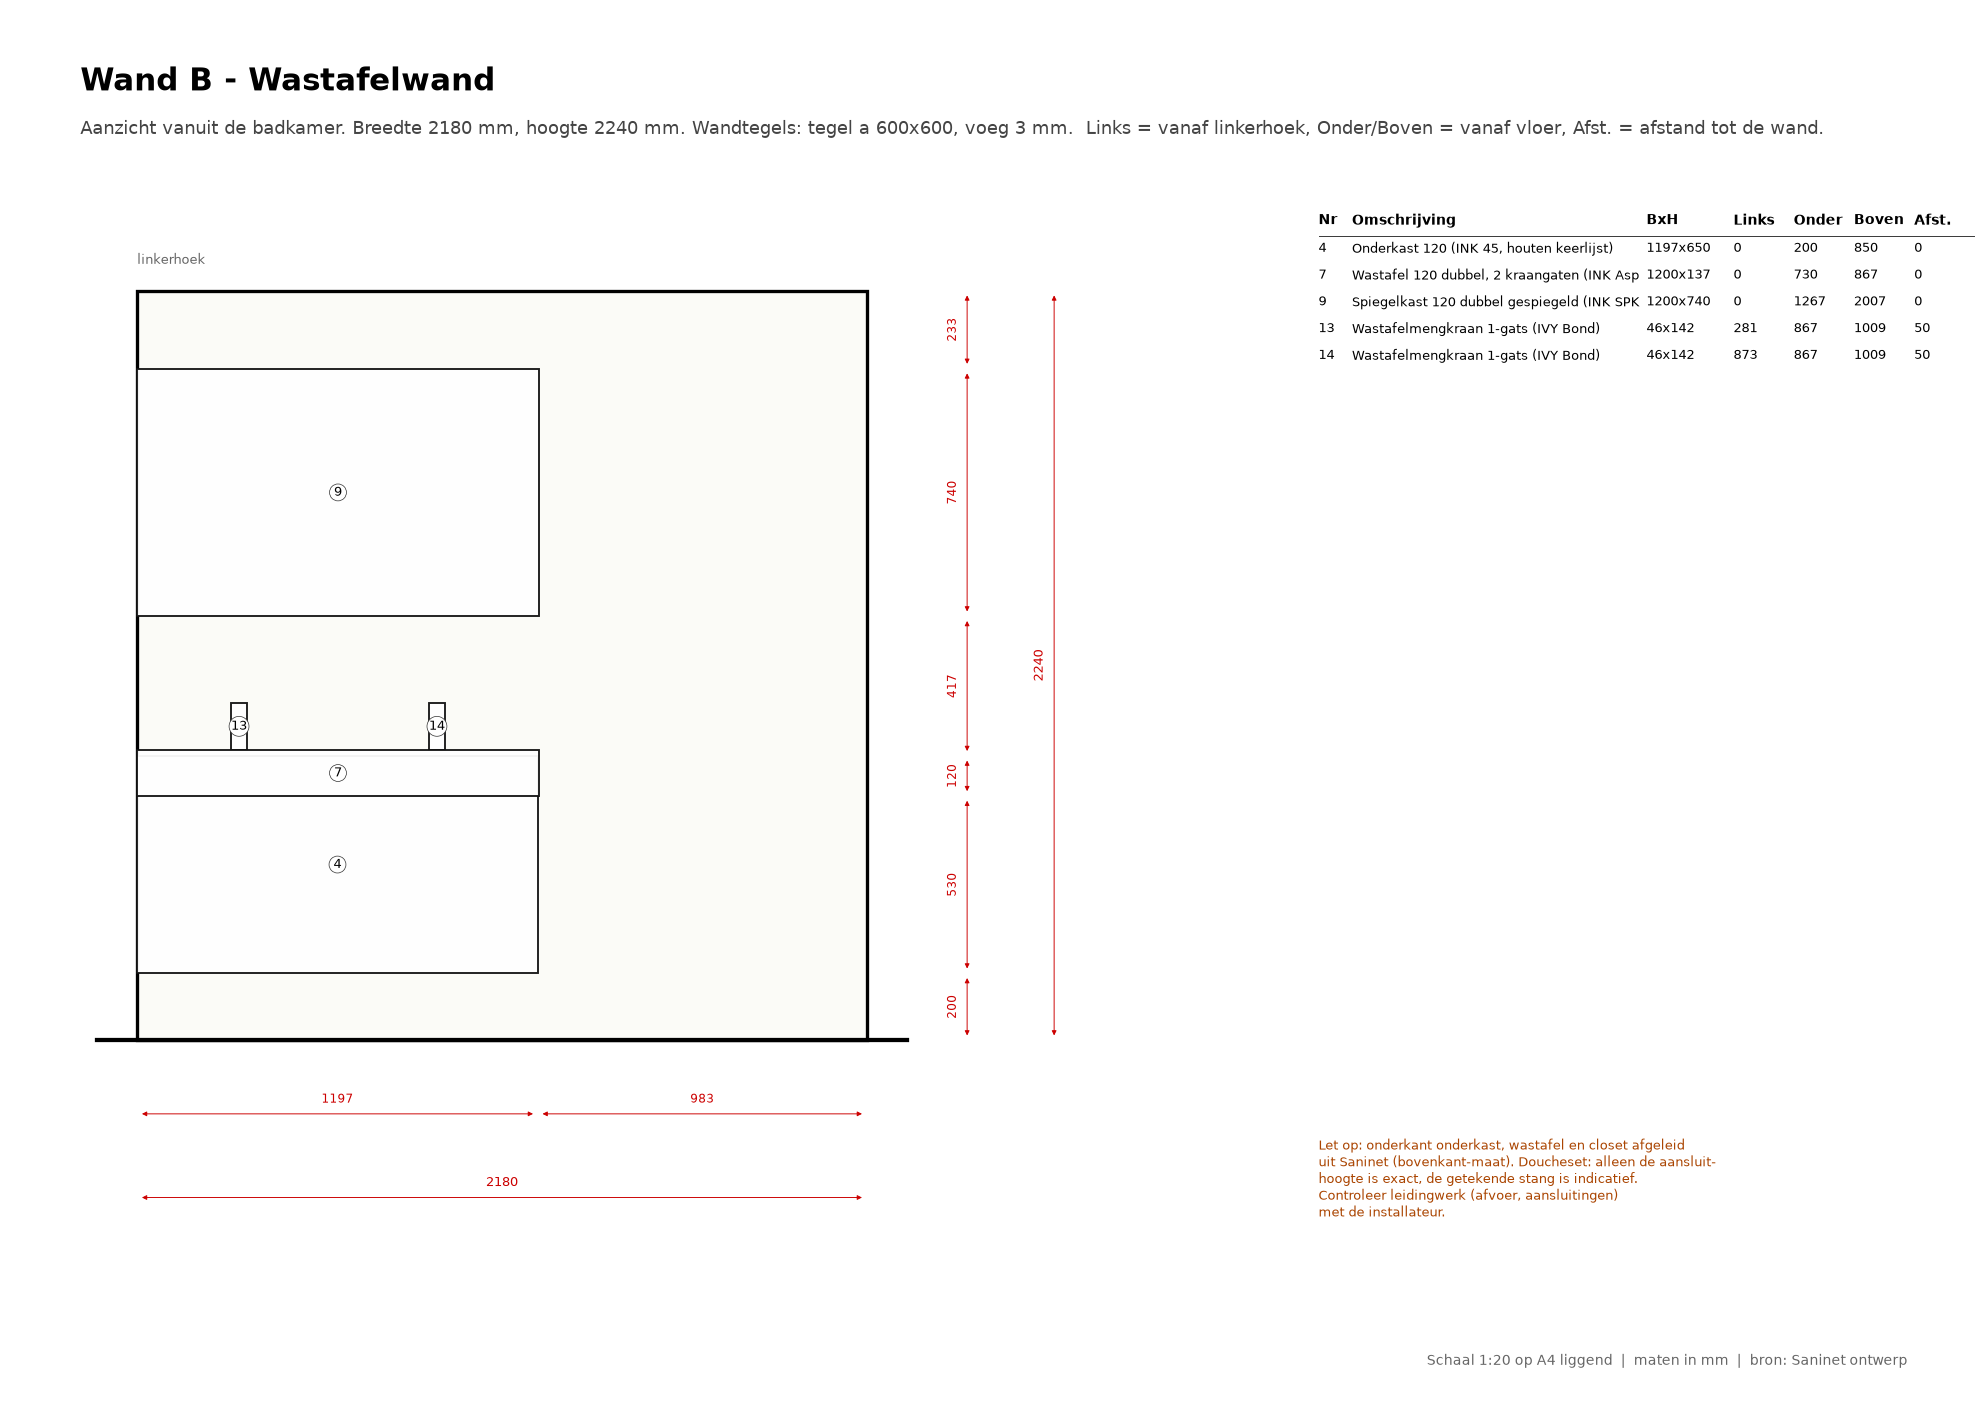 Wand B - Wastafelwand
Aanzicht vanuit de badkamer. Breedte 2180 mm, hoogte 2240 mm. Wandtegels: tegel a 600x600, voeg 3 mm.  Links = vanaf linkerhoek, Onder/Boven = vanaf vloer, Afst. = afstand tot de wand.
Nr Omschrijving BxH Links Onder Boven Afst.
4 Onderkast 120 (INK 45, houten keerlijst) 1197x650 0 200 850 0
7 Wastafel 120 dubbel, 2 kraangaten (INK Asp 1200x137 0 730 867 0
9 Spiegelkast 120 dubbel gespiegeld (INK SPK 1200x740 0 1267 2007 0
13 Wastafelmengkraan 1-gats (IVY Bond) 46x142 281 867 1009 50
14 Wastafelmengkraan 1-gats (IVY Bond) 46x142 873 867 1009 50
linkerhoek
233
9
740
2240
417
13
14
7
120
4
530
200
1197
983
2180
Let op: onderkant onderkast, wastafel en closet afgeleid
uit Saninet (bovenkant-maat). Doucheset: alleen de aansluit-
hoogte is exact, de getekende stang is indicatief.
Controleer leidingwerk (afvoer, aansluitingen)
met de installateur.
Schaal 1:20 op A4 liggend  |  maten in mm  |  bron: Saninet ontwerp